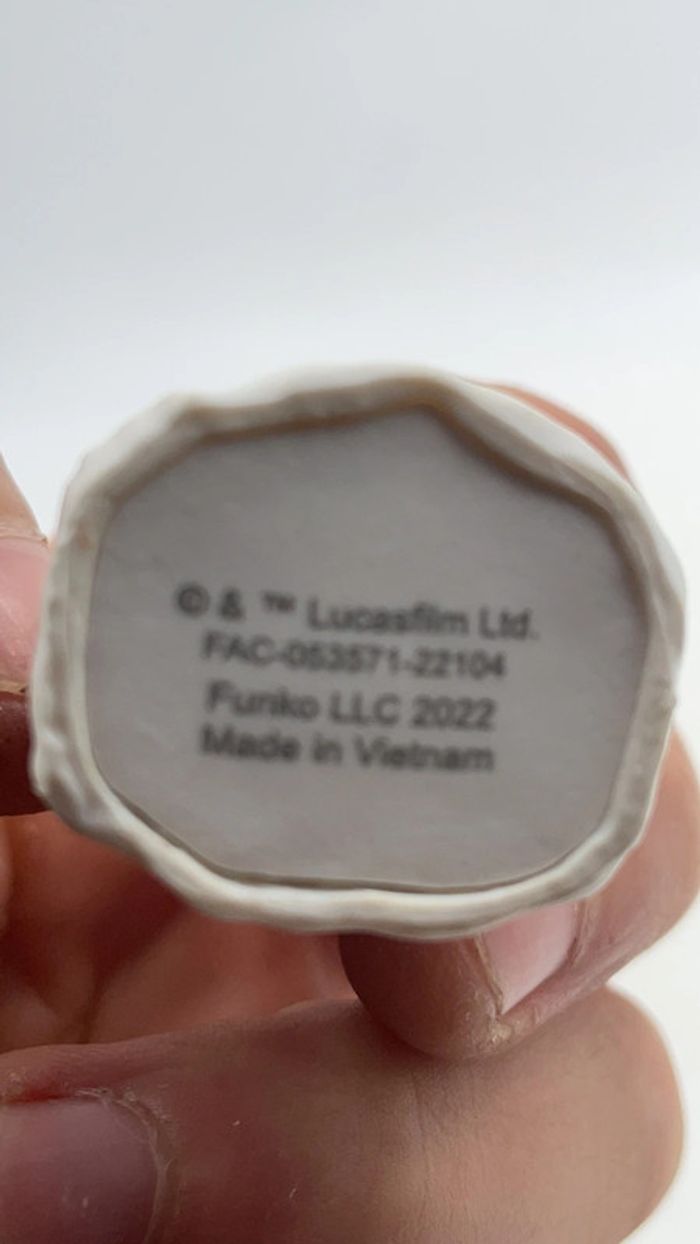 © & ™ Lucasfilm Ltd.
FAC-053571-22104
Funko LLC 2022
Made in Vietnam